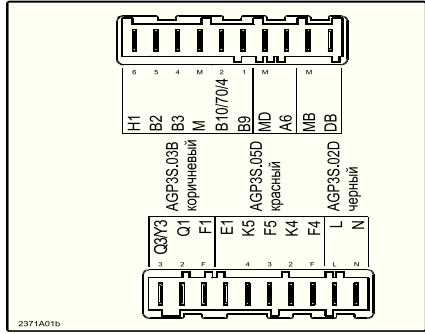 6 5 4 M 2 1 M M
H1
B2
B3
M
B10/70/4
B9
MD
A6
MB
DB
AGP3S.03B
коричневый
AGP3S.05D
красный
AGP3S.02D
черный
Q3/Y3
Q1
F1
E1
K5
F5
K4
F4
L
N
3 2 F 4 3 2 F L N
2371A01b